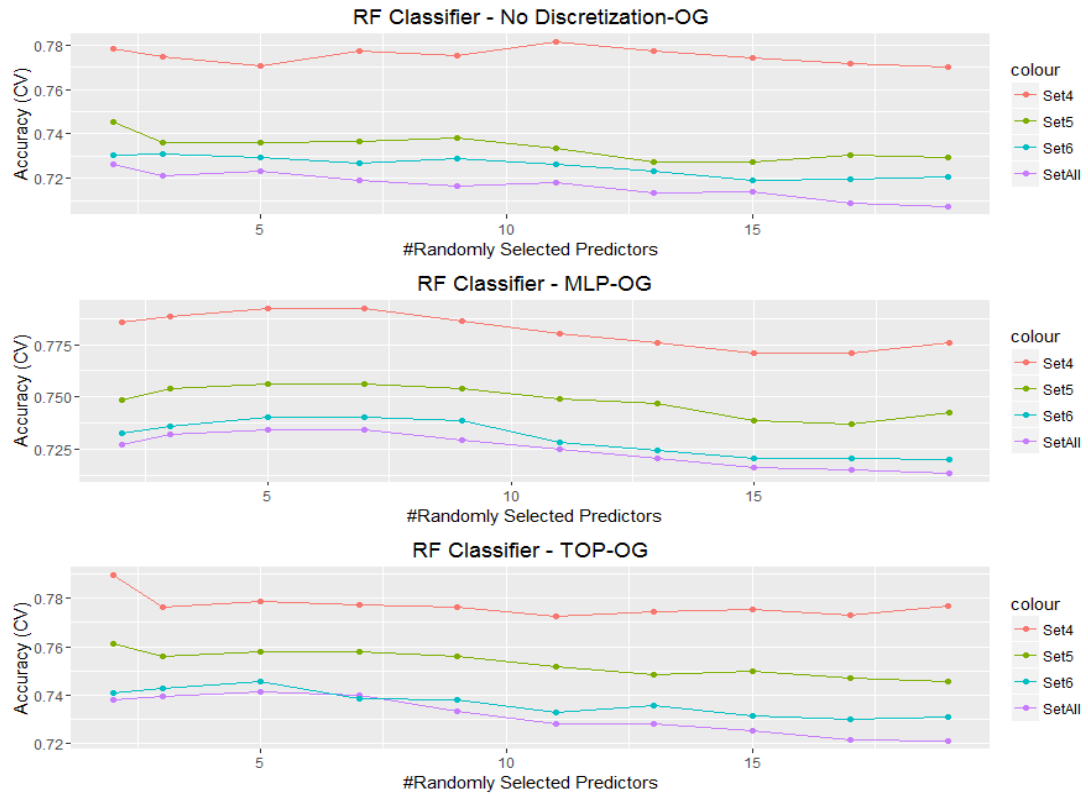 RF Classifier - No Discretization-OG
Accuracy (CV)
0.78
0.76
0.74
0.72
5
10
15
#Randomly Selected Predictors
colour
Set4
Set5
Set6
SetAll
RF Classifier - MLP-OG
Accuracy (CV)
0.775
0.750
0.725
5
10
15
#Randomly Selected Predictors
colour
Set4
Set5
Set6
SetAll
RF Classifier - TOP-OG
Accuracy (CV)
0.78
0.76
0.74
0.72
5
10
15
#Randomly Selected Predictors
colour
Set4
Set5
Set6
SetAll